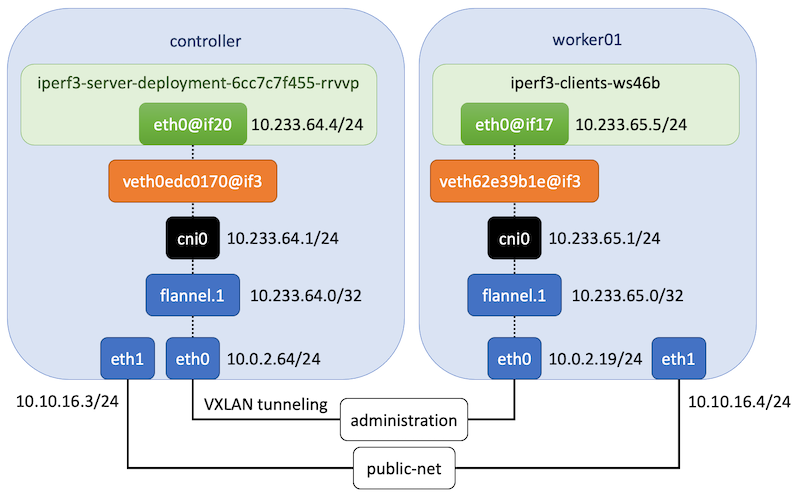 controller
iperf3-server-deployment-6cc7c7f455-rrvvp
eth0@if20 10.233.64.4/24
veth0edc0170@if3
cni0 10.233.64.1/24
flannel.1 10.233.64.0/32
eth1 eth0 10.0.2.64/24
10.10.16.3/24
worker01
iperf3-clients-ws46b
eth0@if17 10.233.65.5/24
veth62e39b1e@if3
cni0 10.233.65.1/24
flannel.1 10.233.65.0/32
eth0 10.0.2.19/24 eth1
10.10.16.4/24
VXLAN tunneling
administration
public-net